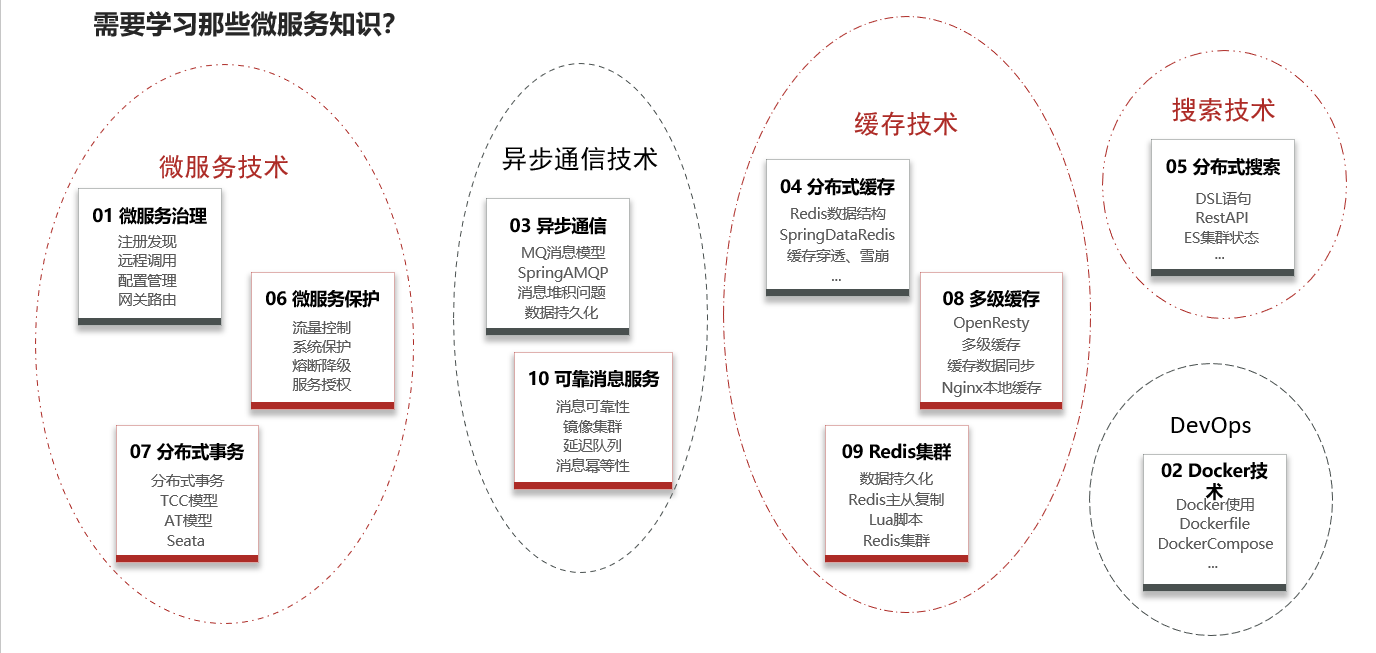 需要学习那些微服务知识？
微服务技术
01 微服务治理
注册发现
远程调用
配置管理
网关路由
06 微服务保护
流量控制
系统保护
熔断降级
服务授权
07 分布式事务
分布式事务
TCC模型
AT模型
Seata
异步通信技术
03 异步通信
MQ消息模型
SpringAMQP
消息堆积问题
数据持久化
10 可靠消息服务
消息可靠性
镜像集群
延迟队列
消息幂等性
缓存技术
04 分布式缓存
Redis数据结构
SpringDataRedis
缓存穿透、雪崩
...
08 多级缓存
OpenResty
多级缓存
缓存数据同步
Nginx本地缓存
09 Redis集群
数据持久化
Redis主从复制
Lua脚本
Redis集群
搜索技术
05 分布式搜索
DSL语句
RestAPI
ES集群状态
...
DevOps
02 Docker技
术
Docker使用
Dockerfile
DockerCompose
...